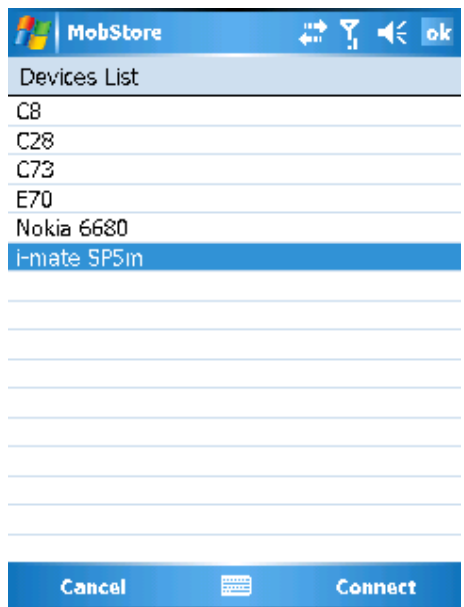 MobStore ok
Devices List
C8
C28
C73
E70
Nokia 6680
i-mate SP5m
Cancel Connect